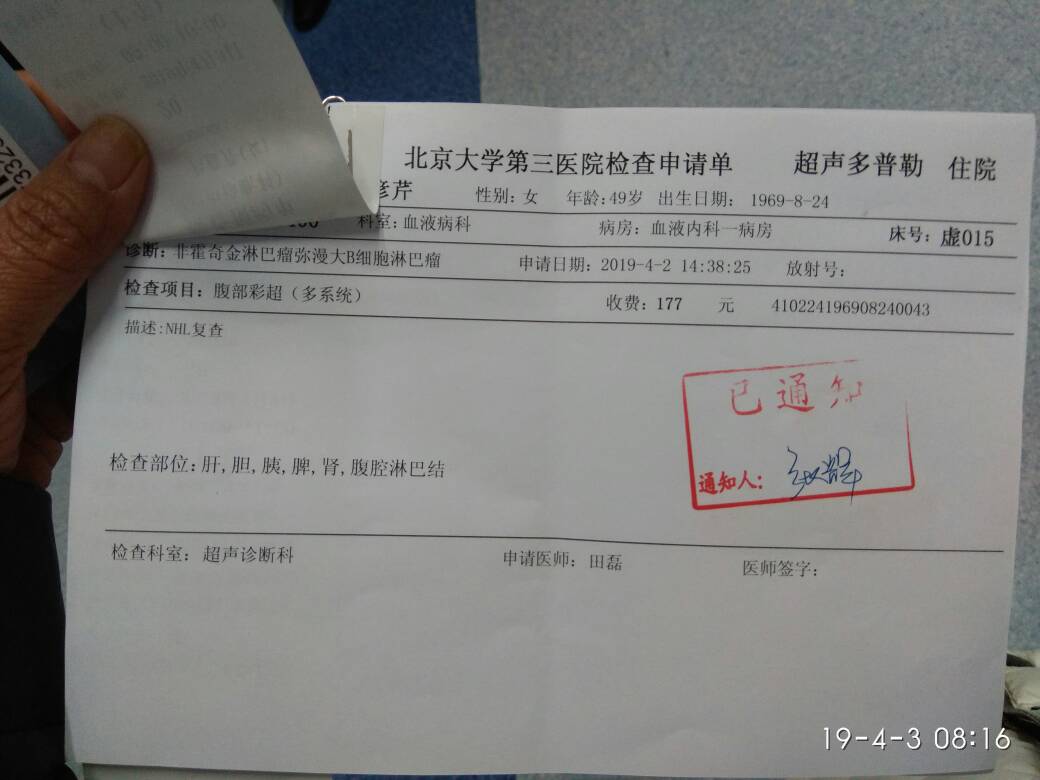 北京大学第三医院检查申请单 超声多普勒 住院
彦芹 性别：女 年龄：49岁 出生日期： 1969-8-24
科室：血液病科 病房：血液内科一病房 床号：虚015
诊断：非霍奇金淋巴瘤弥漫大B细胞淋巴瘤 申请日期：2019-4-2 14:38:25 放射号：
检查项目：腹部彩超（多系统） 收费：177 元 410224196908240043
描述:NHL复查
已通知
检查部位：肝,胆,胰,脾,肾,腹腔淋巴结
通知人：
检查科室：超声诊断科 申请医师：田磊 医师签字：
19-4-3 08:16